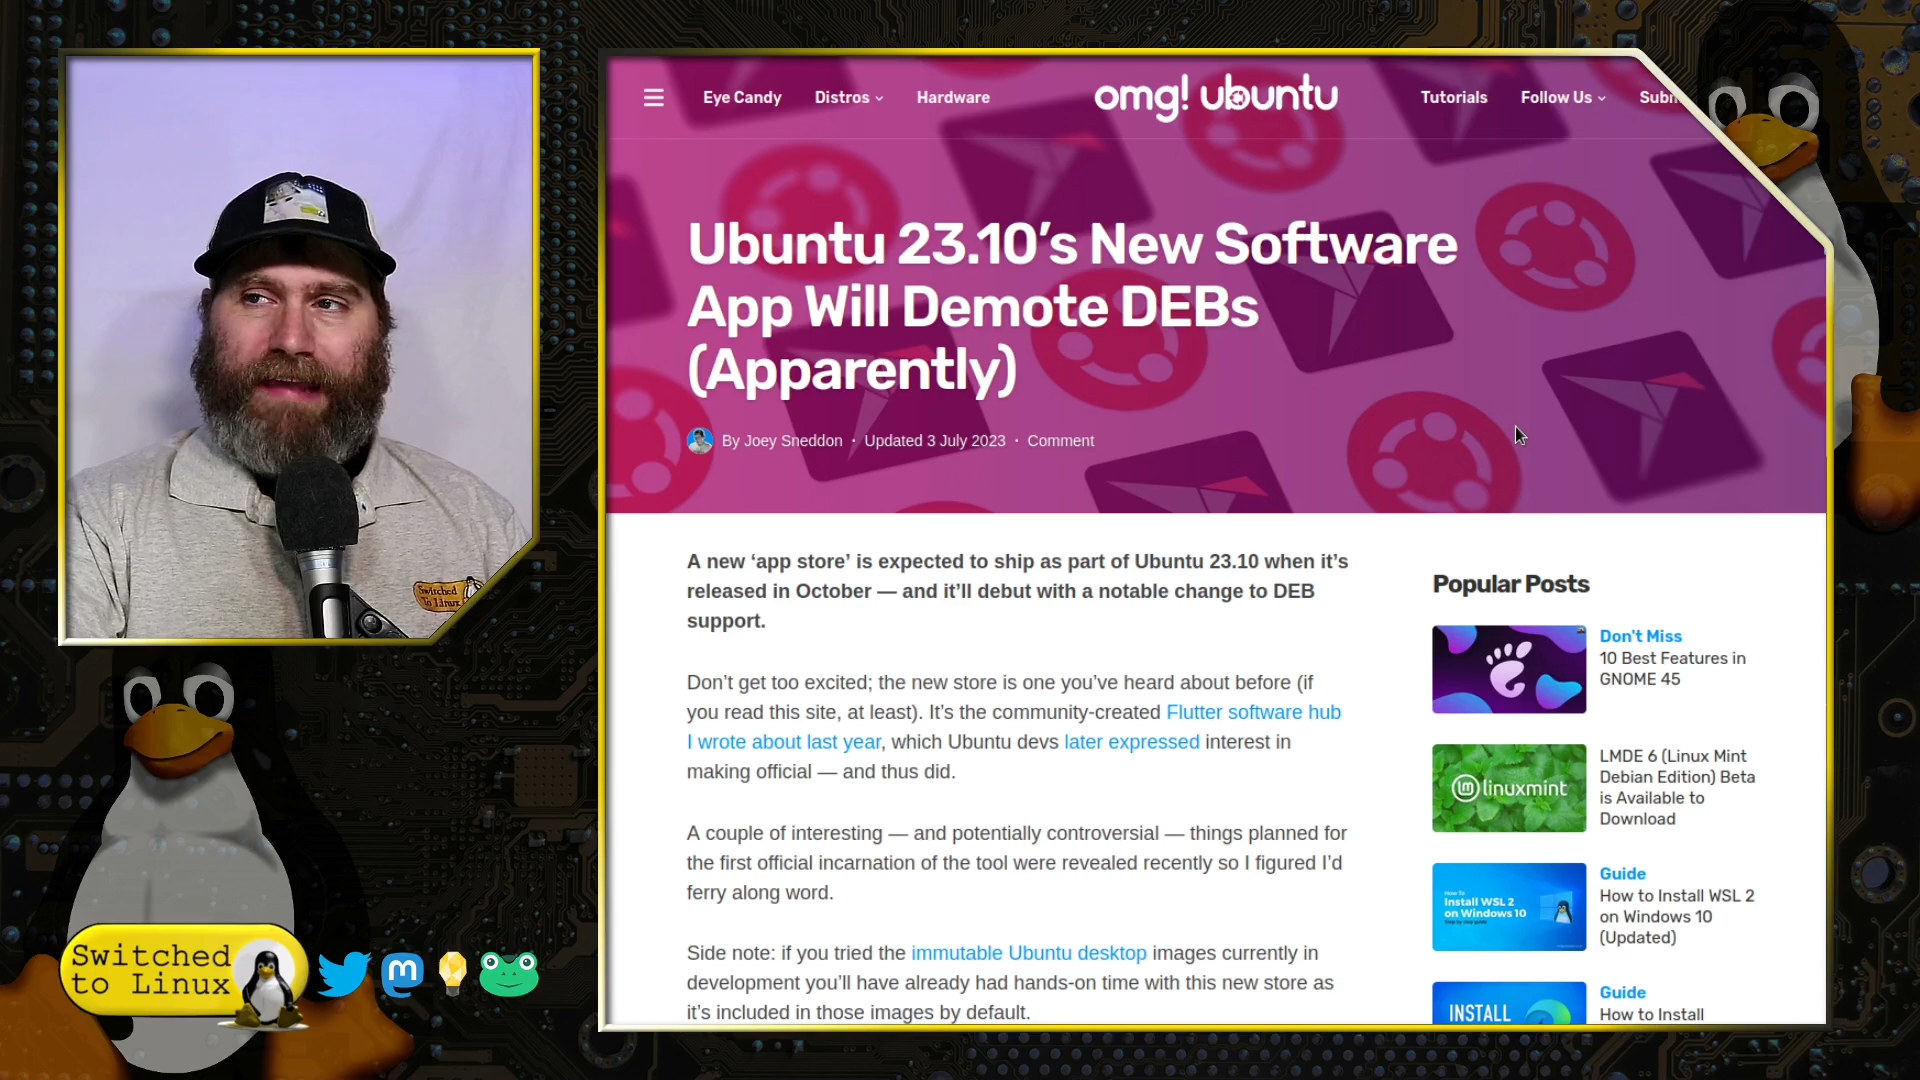 Eye Candy
Distros
Hardware
omg! ubuntu
Tutorials
Follow Us
Ubuntu 23.10’s New Software
App Will Demote DEBs
(Apparently)
By Joey Sneddon · Updated 3 July 2023 · Comment
A new ‘app store’ is expected to ship as part of Ubuntu 23.10 when it’s
released in October — and it’ll debut with a notable change to DEB
support.
Don’t get too excited; the new store is one you’ve heard about before (if
you read this site, at least). It’s the community-created Flutter software hub
I wrote about last year, which Ubuntu devs later expressed interest in
making official — and thus did.
A couple of interesting — and potentially controversial — things planned for
the first official incarnation of the tool were revealed recently so I figured I’d
ferry along word.
Side note: if you tried the immutable Ubuntu desktop images currently in
development you’ll have already had hands-on time with this new store as
it’s included in those images by default.
Popular Posts
Don't Miss
10 Best Features in
GNOME 45
linuxmint
LMDE 6 (Linux Mint
Debian Edition) Beta
is Available to
Download
How To
Install WSL 2
on Windows 10
Guide
How to Install WSL 2
on Windows 10
(Updated)
INSTALL
Guide
How to Install
Switched
To Linux
Switched
to Linux